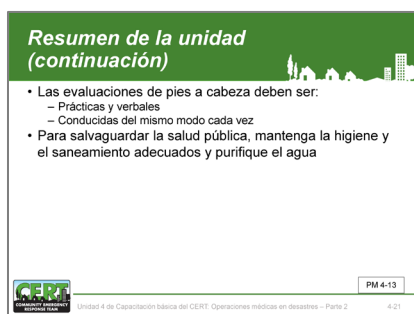 Resumen de la unidad
(continuación)
• Las evaluaciones de pies a cabeza deben ser:
– Prácticas y verbales
– Conducidas del mismo modo cada vez
• Para salvaguardar la salud pública, mantenga la higiene y
el saneamiento adecuados y purifique el agua
PM 4-13
CERT
COMMUNITY EMERGENCY
RESPONSE TEAM
Unidad 4 de Capacitación básica del CERT: Operaciones médicas en desastres – Parte 2
4-21